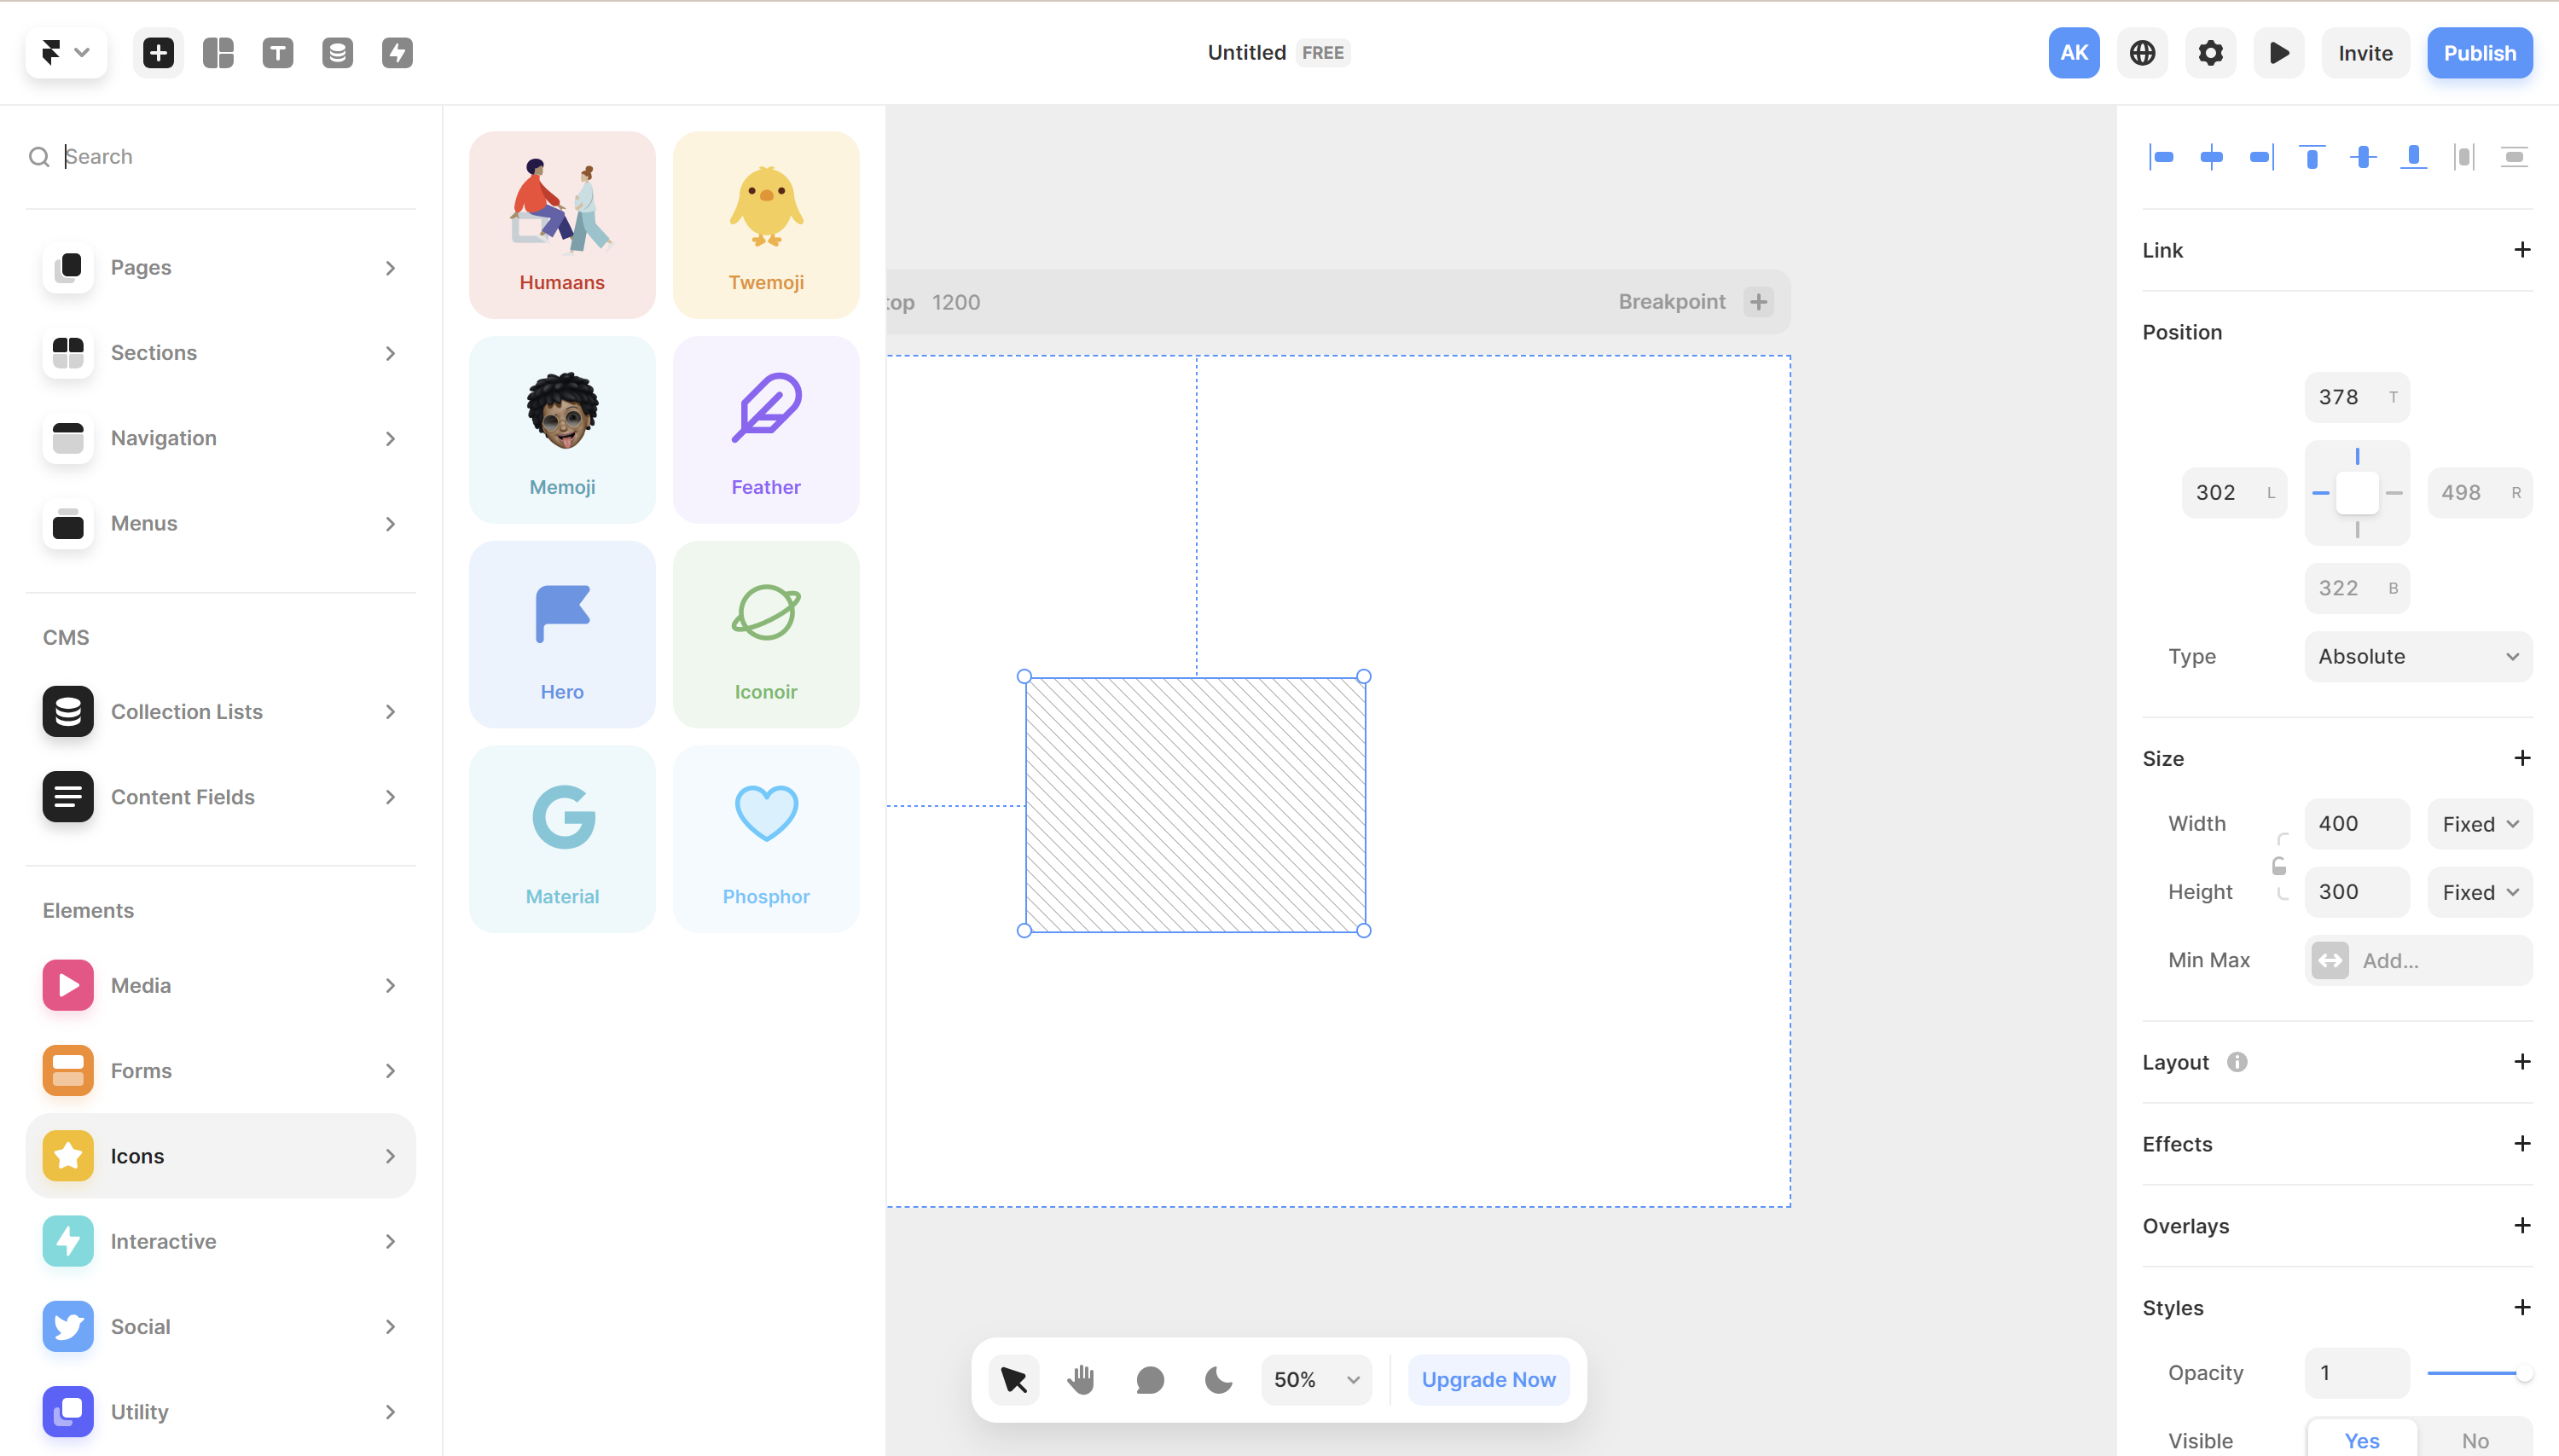 Untitled FREE
AK
Invite
Publish
Search
Pages
Sections
Navigation
Menus
CMS
Collection Lists
Content Fields
Elements
Media
Forms
Icons
Interactive
Social
Utility
Humaans
Twemoji
Memoji
Feather
Hero
Iconoir
Material
Phosphor
top 1200
Breakpoint
50%
Upgrade Now
Link
Position
378 T
302 L
498 R
322 B
Type Absolute
Size
Width 400 Fixed
Height 300 Fixed
Min Max Add...
Layout
Effects
Overlays
Styles
Opacity 1
Visible Yes No